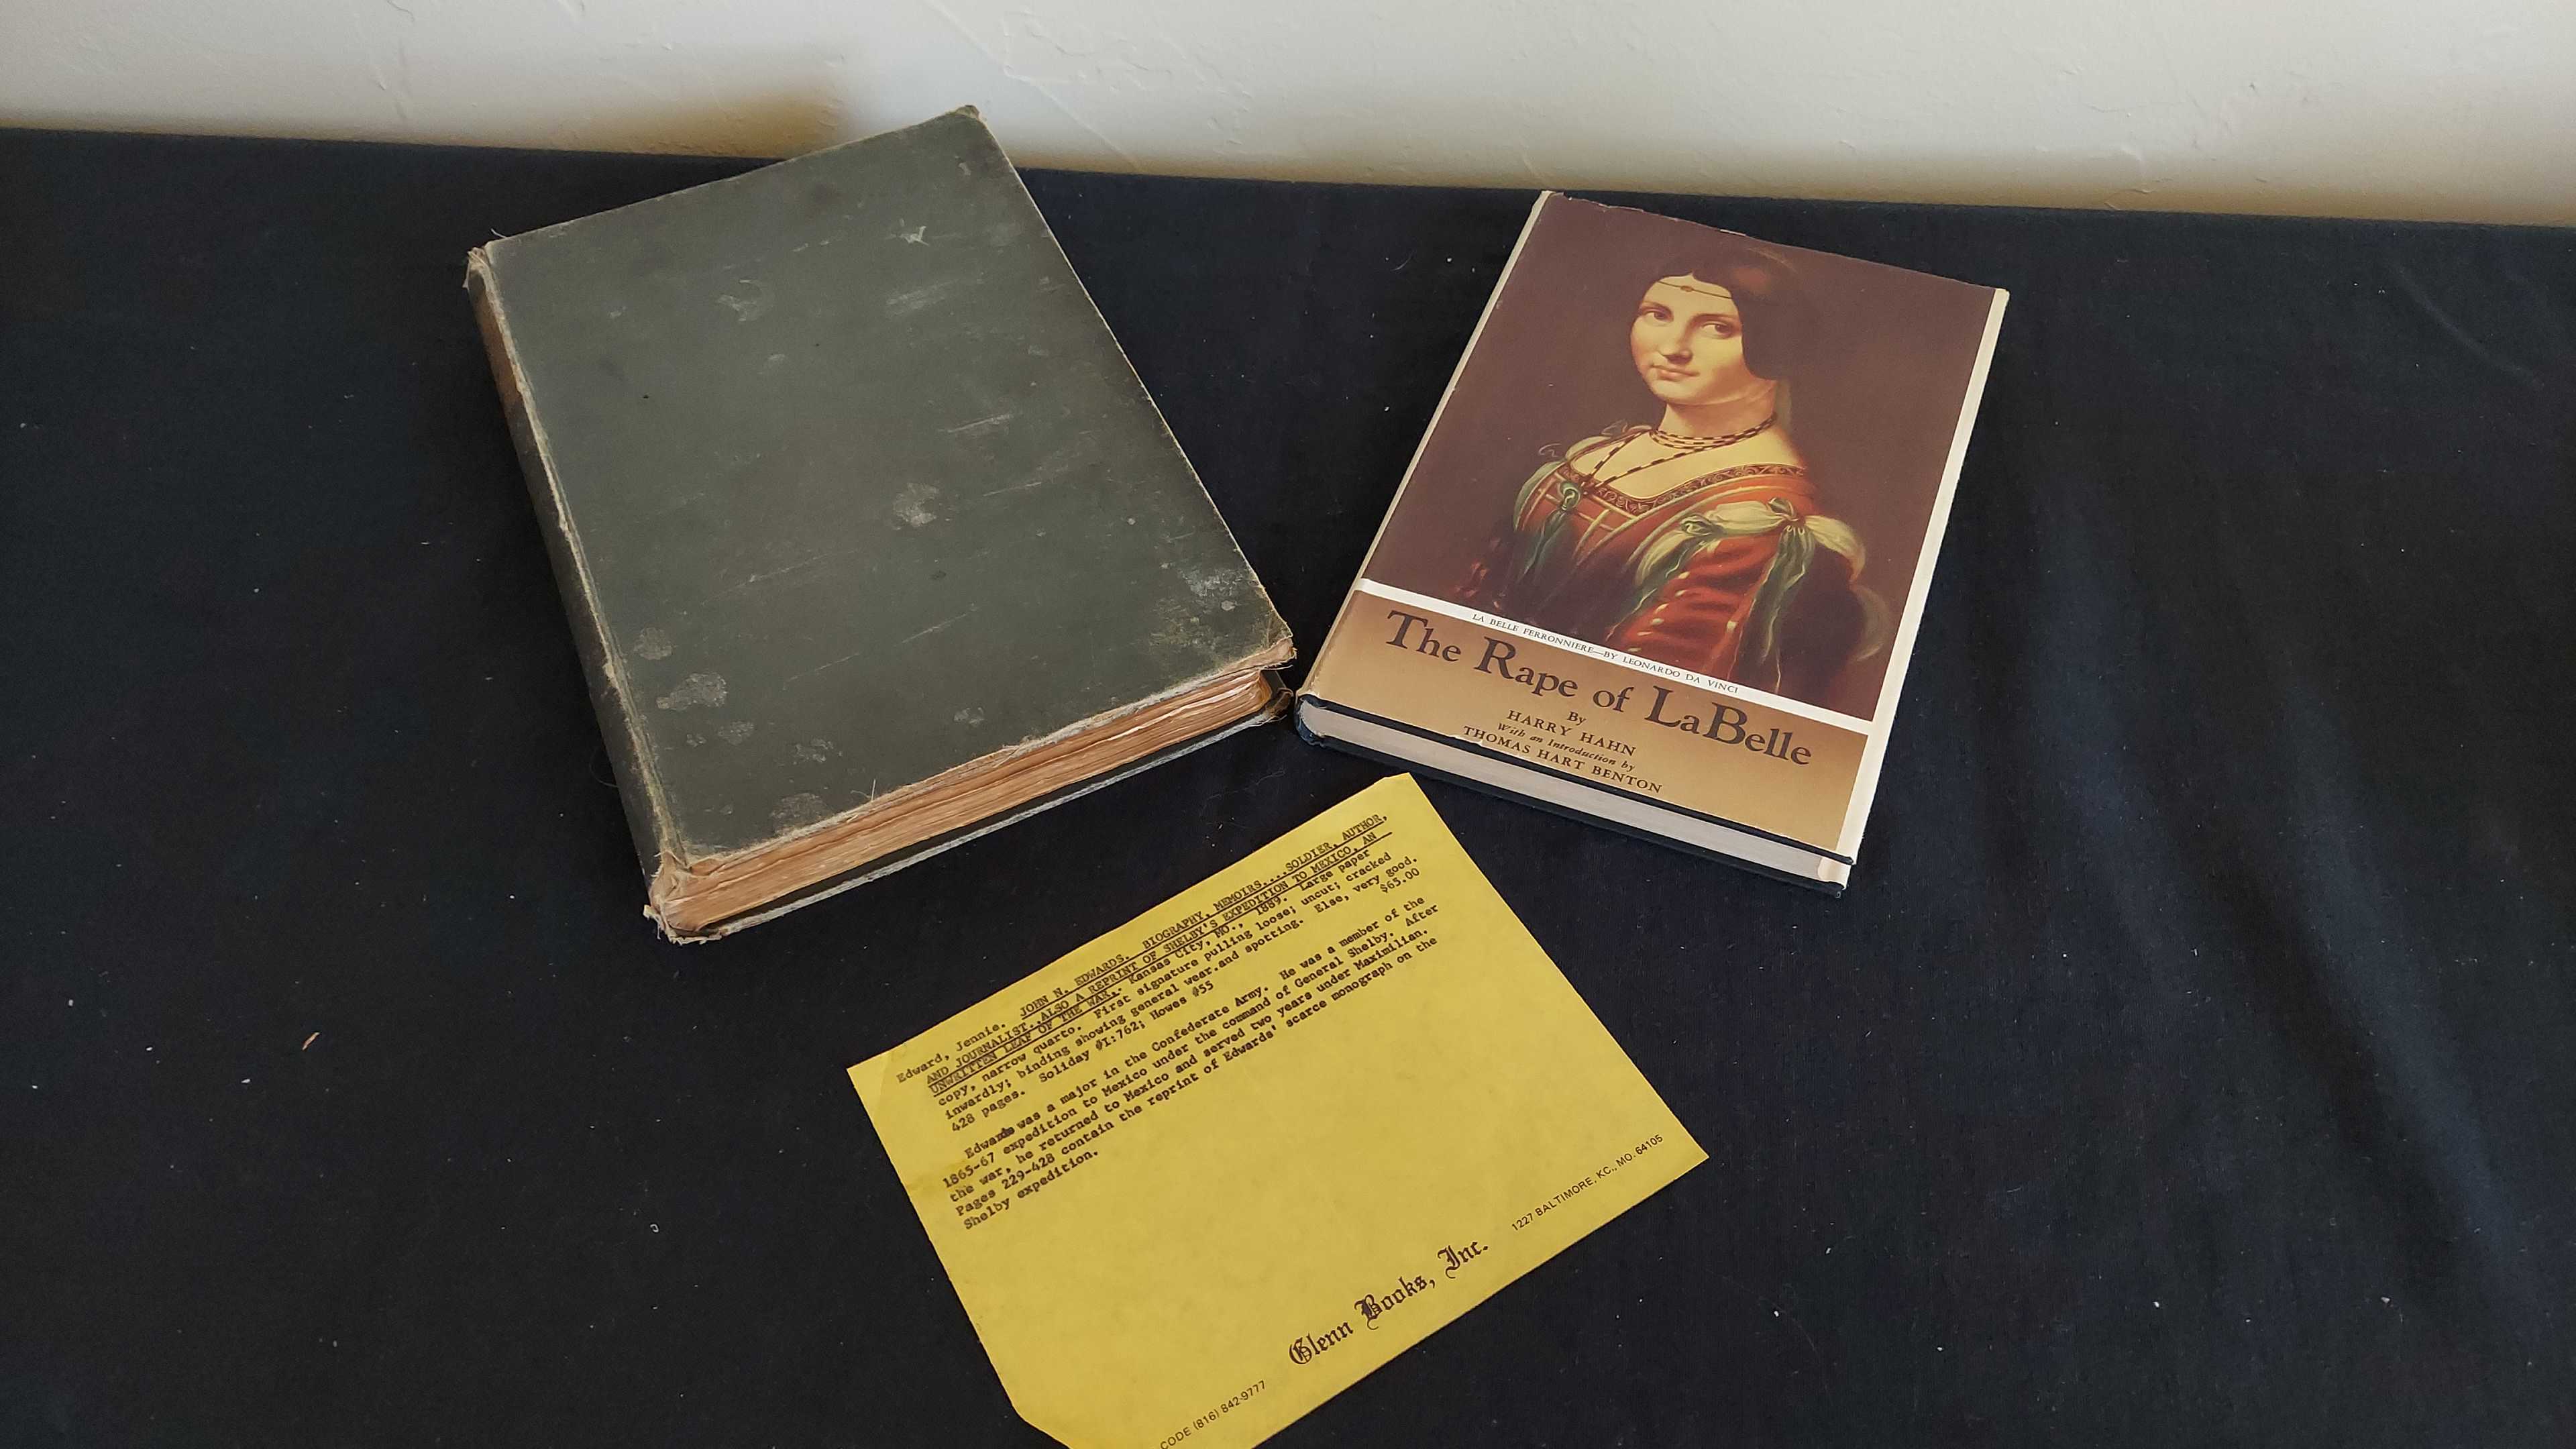 LA BELLE FERRONNIERE—BY LEONARDO DA VINCI
The Rape of LaBelle
By
HARRY HAHN
With an Introduction by
THOMAS HART BENTON
Edward, Jennie. JOHN N. EDWARDS. BIOGRAPHY, MEMOIRS....SOLDIER, AUTHOR,
AND JOURNALIST..ALSO A REPRINT OF SHELBY'S EXPEDITION TO MEXICO, AN
UNWRITTEN LEAF OF THE WAR.. Kansas City, MO., 1889. Large paper
copy, narrow quarto. First signature pulling loose; uncut; cracked
inwardly; binding showing general wear.and spotting. Else, very good.
428 pages. Soliday #I:762; Howes #55 $65.00
Edwards was a major in the Confederate Army. He was a member of the
1865-67 expedition to Mexico under the command of General Shelby. After
the war, he returned to Mexico and served two years under Maximilian.
Pages 229-428 contain the reprint of Edwards' scarce monograph on the
Shelby expedition.
CODE (816) 842-9777 Glenn Books, Inc. 1227 BALTIMORE, KC., MO. 64105